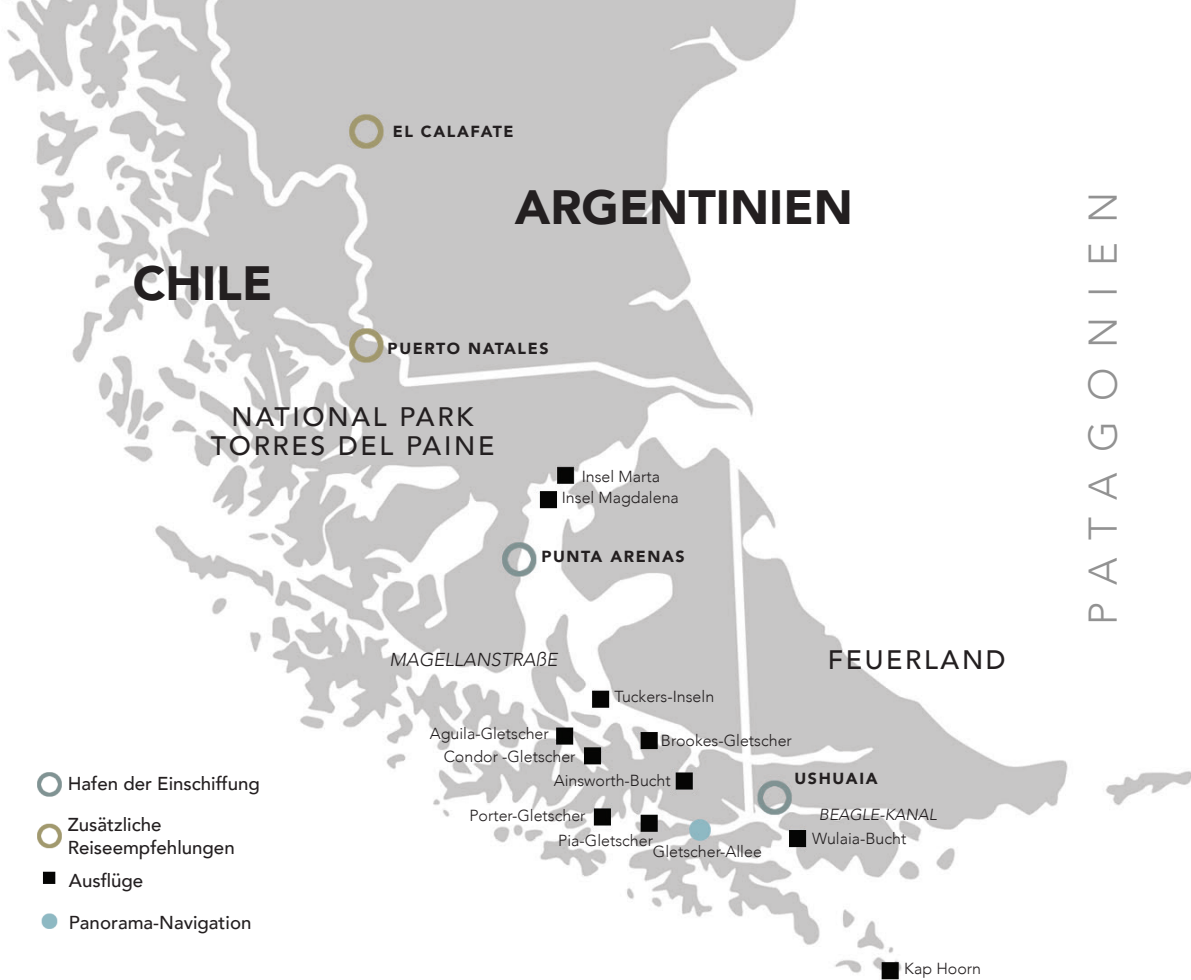 EL CALAFATE
ARGENTINIEN
PATAGONIEN
CHILE
PUERTO NATALES
NATIONAL PARK
TORRES DEL PAINE
Insel Marta
Insel Magdalena
PUNTA ARENAS
MAGELLANSTRAßE
FEUERLAND
Tuckers-Inseln
Aguila-Gletscher
Brookes-Gletscher
Condor -Gletscher
Ainsworth-Bucht
USHUAIA
BEAGLE-KANAL
Porter-Gletscher
Pia-Gletscher
Gletscher-Allee
Wulaia-Bucht
Kap Hoorn
Hafen der Einschiffung
Zusätzliche
Reiseempfehlungen
Ausflüge
Panorama-Navigation